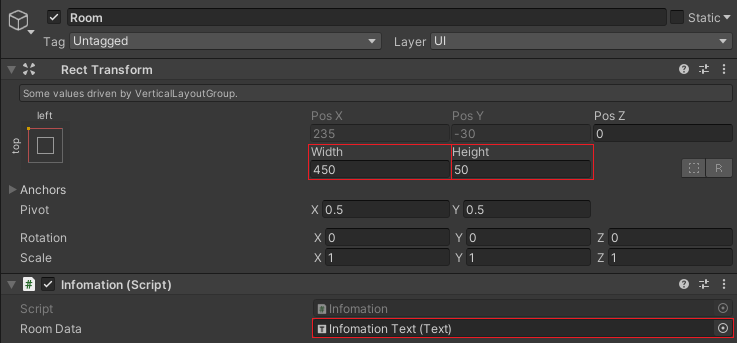 Room
Static
Tag Untagged Layer UI
Rect Transform
Some values driven by VerticalLayoutGroup.
left
top
Pos X Pos Y Pos Z
235 -30 0
Width Height
450 50
R
Anchors
Pivot X 0.5 Y 0.5
Rotation X 0 Y 0 Z 0
Scale X 1 Y 1 Z 1
# Infomation (Script)
Script # Infomation
Room Data T Infomation Text (Text)